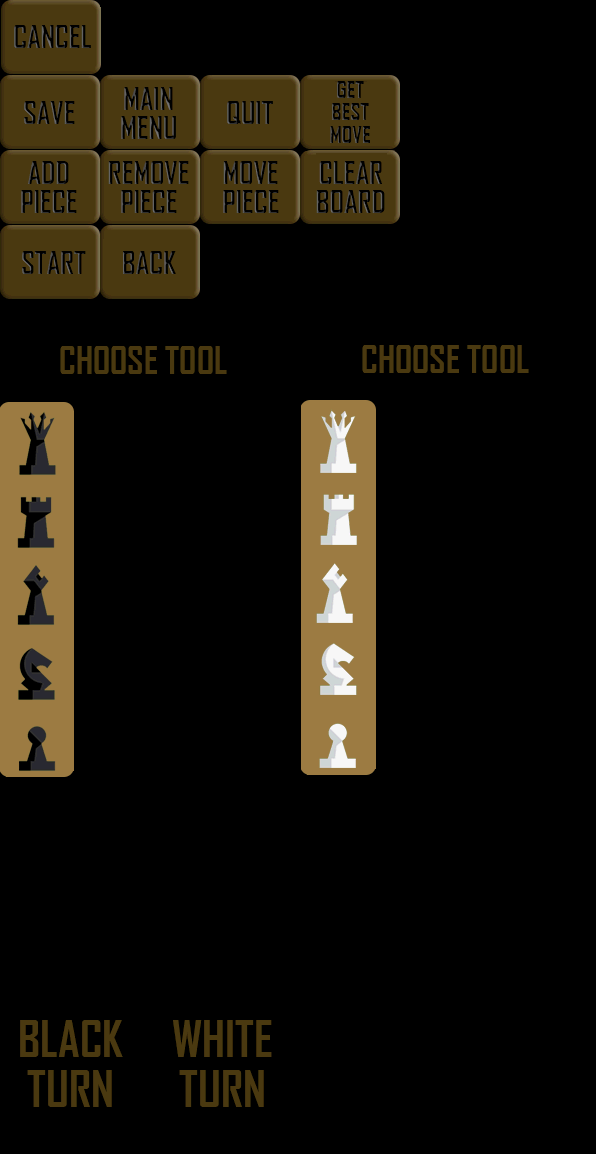 CANCEL
SAVE
MAIN
MENU
QUIT
GET
BEST
MOVE
ADD
PIECE
REMOVE
PIECE
MOVE
PIECE
CLEAR
BOARD
START
BACK
CHOOSE TOOL
CHOOSE TOOL
BLACK
TURN
WHITE
TURN